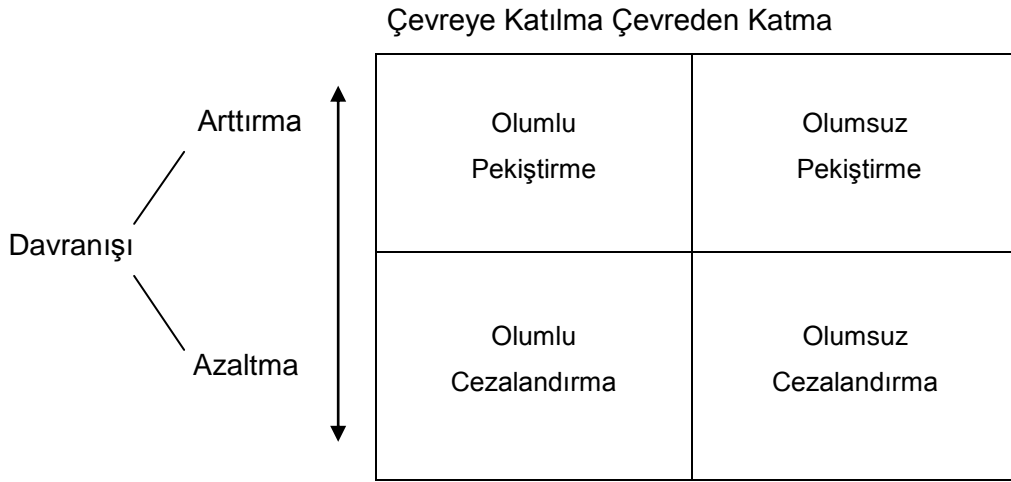 Çevreye Katılma Çevreden Katma
Arttırma
Olumlu
Pekiştirme
Olumsuz
Pekiştirme
Davranışı
Azaltma
Olumlu
Cezalandırma
Olumsuz
Cezalandırma